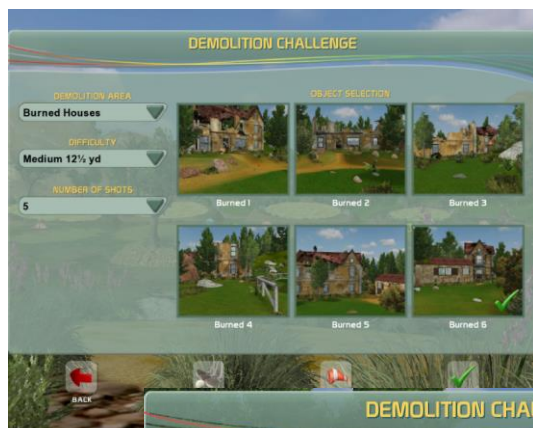 DEMOLITION CHALLENGE
DEMOLITION AREA
Burned Houses
DIFFICULTY
Medium 12½ yd
NUMBER OF SHOTS
5
OBJECT SELECTION
Burned 1
Burned 2
Burned 3
Burned 4
Burned 5
Burned 6
BACK
DEMOLITION CHA